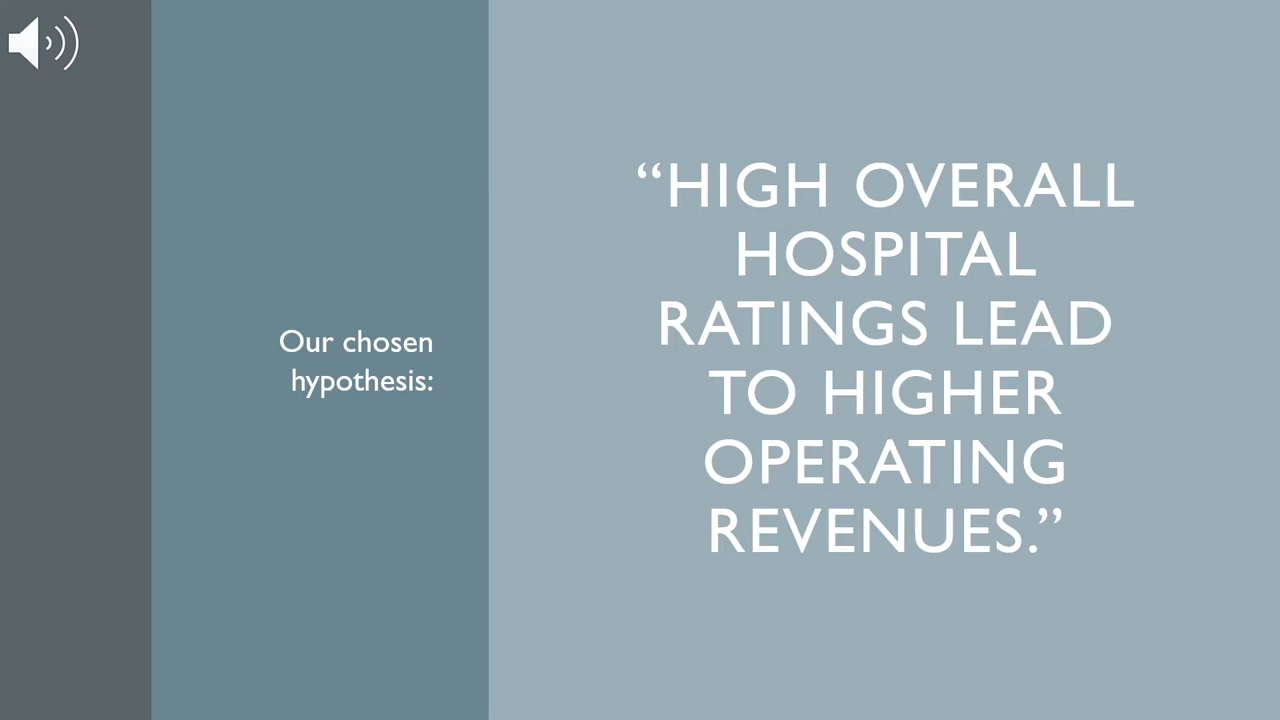 Our chosen
hypothesis:
“HIGH OVERALL
HOSPITAL
RATINGS LEAD
TO HIGHER
OPERATING
REVENUES.”